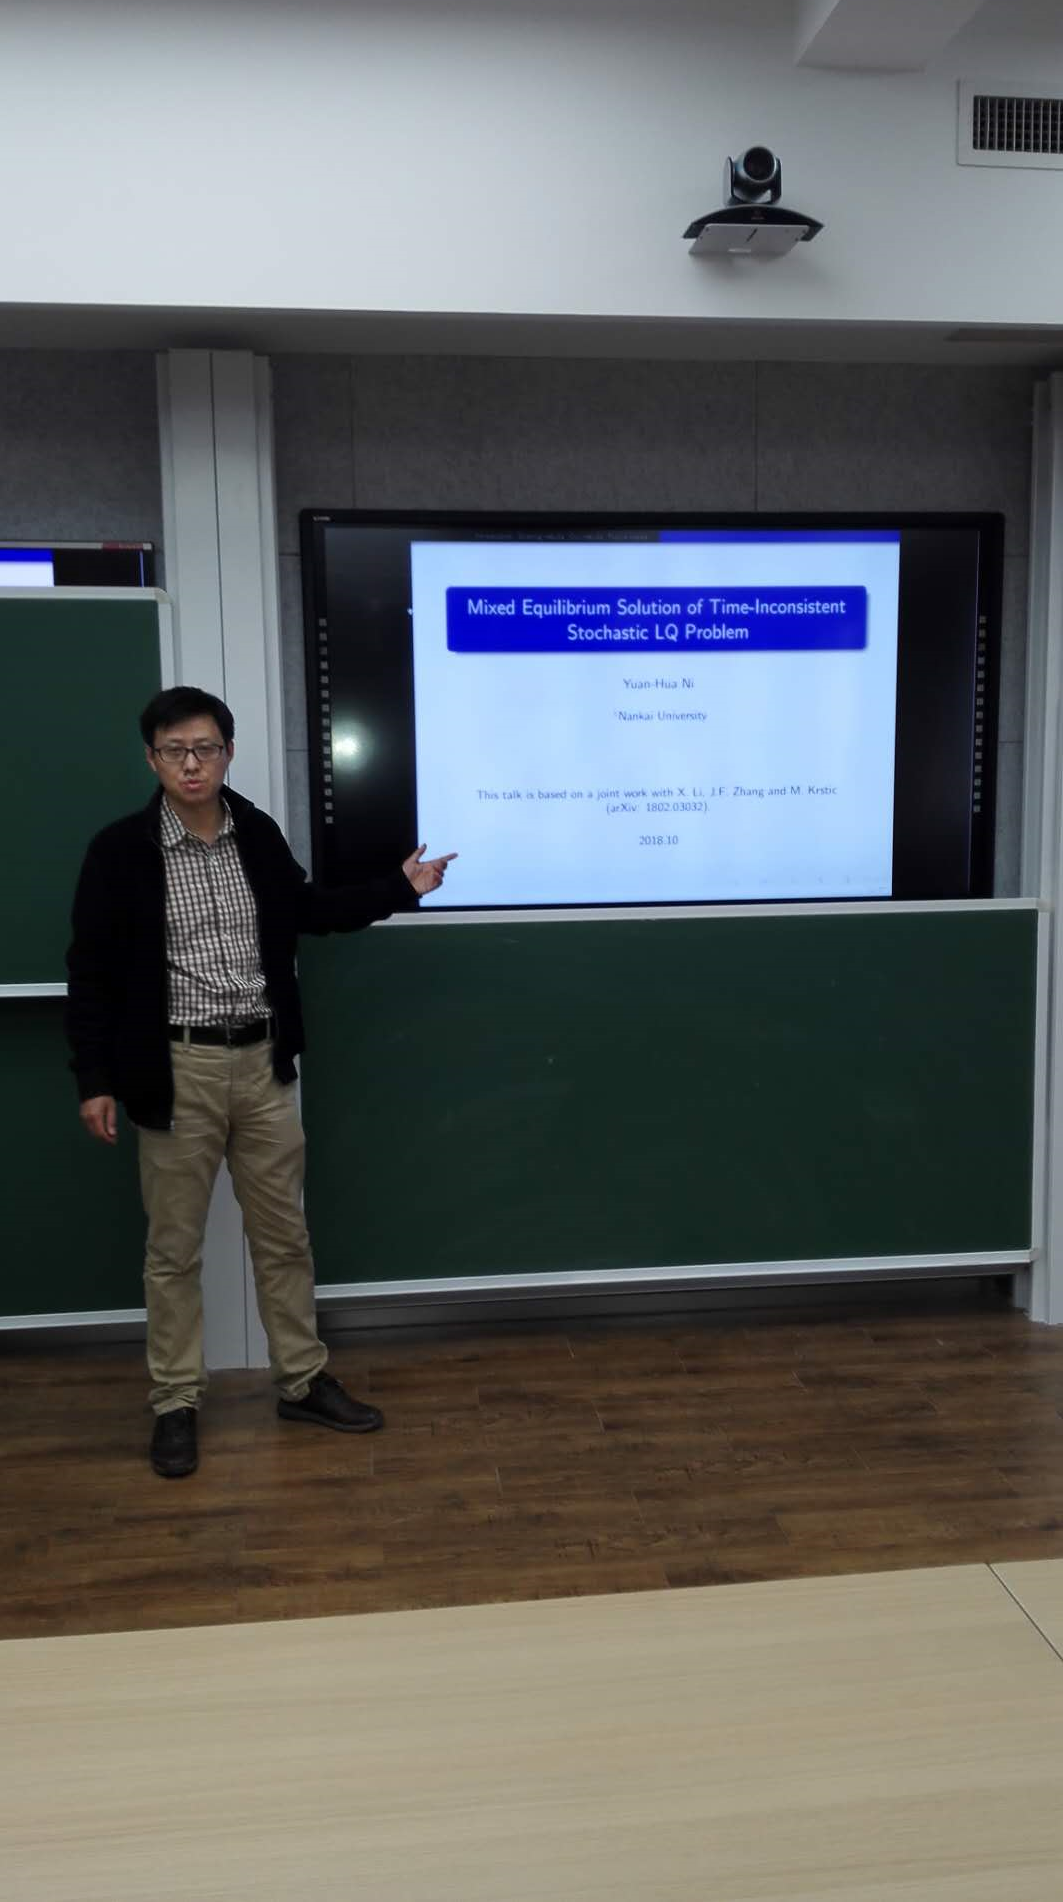 Mixed Equilibrium Solution of Time-Inconsistent
Stochastic LQ Problem
Yuan-Hua Ni
Nankai University
This talk is based on a joint work with X. Li, J.F. Zhang and M. Krstic
(arXiv: 1802.03032).
2018.10